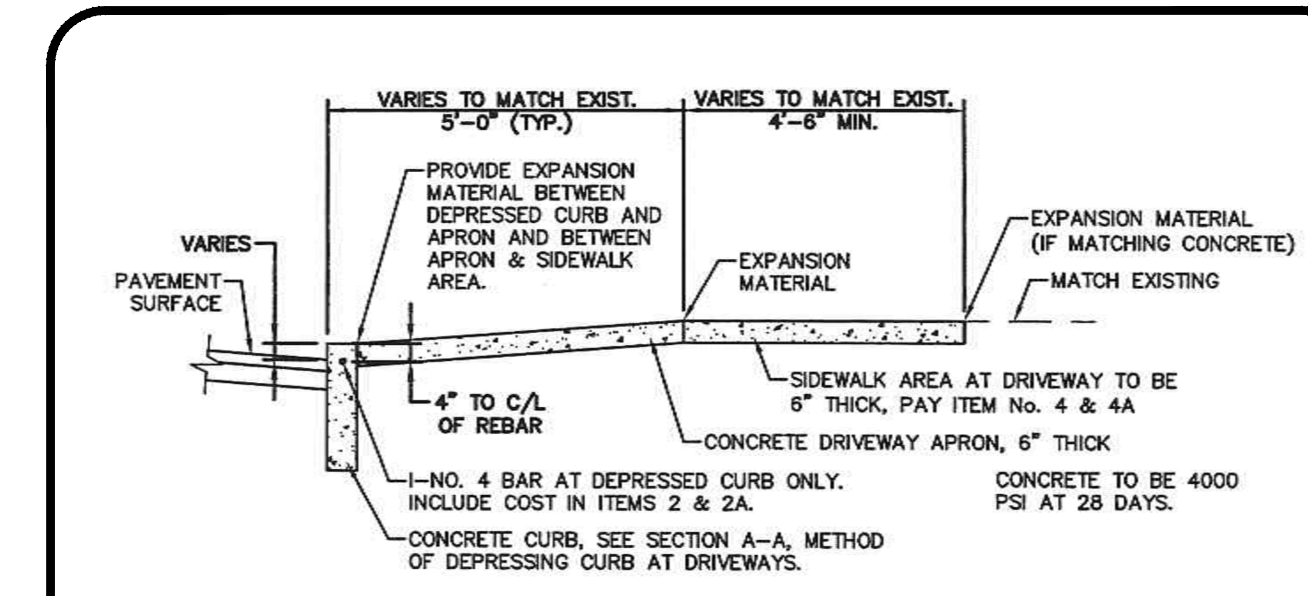 VARIES TO MATCH EXIST.
5'-0" (TYP.)
VARIES TO MATCH EXIST.
4'-6" MIN.
PROVIDE EXPANSION
MATERIAL BETWEEN
DEPRESSED CURB AND
APRON AND BETWEEN
APRON & SIDEWALK
AREA.
VARIES
PAVEMENT
SURFACE
EXPANSION
MATERIAL
EXPANSION MATERIAL
(IF MATCHING CONCRETE)
MATCH EXISTING
4" TO C/L
OF REBAR
SIDEWALK AREA AT DRIVEWAY TO BE
6" THICK, PAY ITEM No. 4 & 4A
CONCRETE DRIVEWAY APRON, 6" THICK
I-NO. 4 BAR AT DEPRESSED CURB ONLY.
INCLUDE COST IN ITEMS 2 & 2A.
CONCRETE TO BE 4000
PSI AT 28 DAYS.
CONCRETE CURB, SEE SECTION A-A, METHOD
OF DEPRESSING CURB AT DRIVEWAYS.